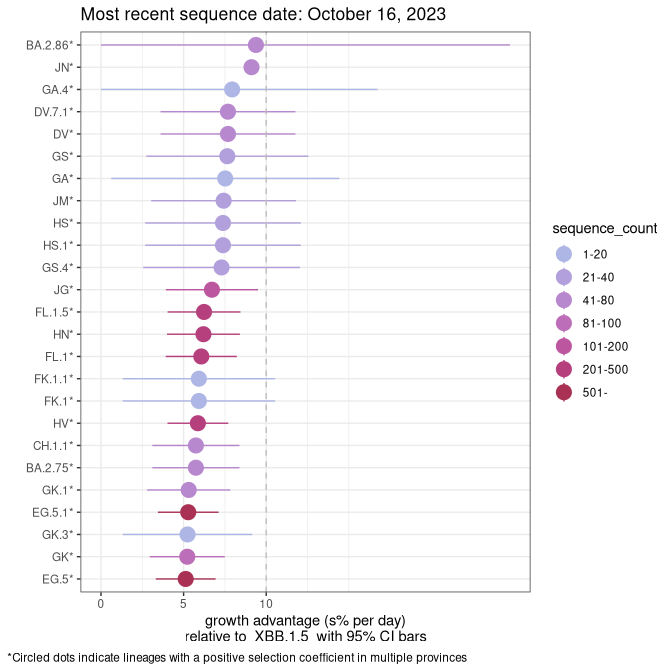 Most recent sequence date: October 16, 2023
BA.2.86*
JN*
GA.4*
DV.7.1*
DV*
GS*
GA*
JM*
HS*
HS.1*
GS.4*
JG*
FL.1.5*
HN*
FL.1*
FK.1.1*
FK.1*
HV*
CH.1.1*
BA.2.75*
GK.1*
EG.5.1*
GK.3*
GK*
EG.5*
0 5 10
growth advantage (s% per day)
relative to XBB.1.5 with 95% CI bars
sequence_count
1-20
21-40
41-80
81-100
101-200
201-500
501-
*Circled dots indicate lineages with a positive selection coefficient in multiple provinces